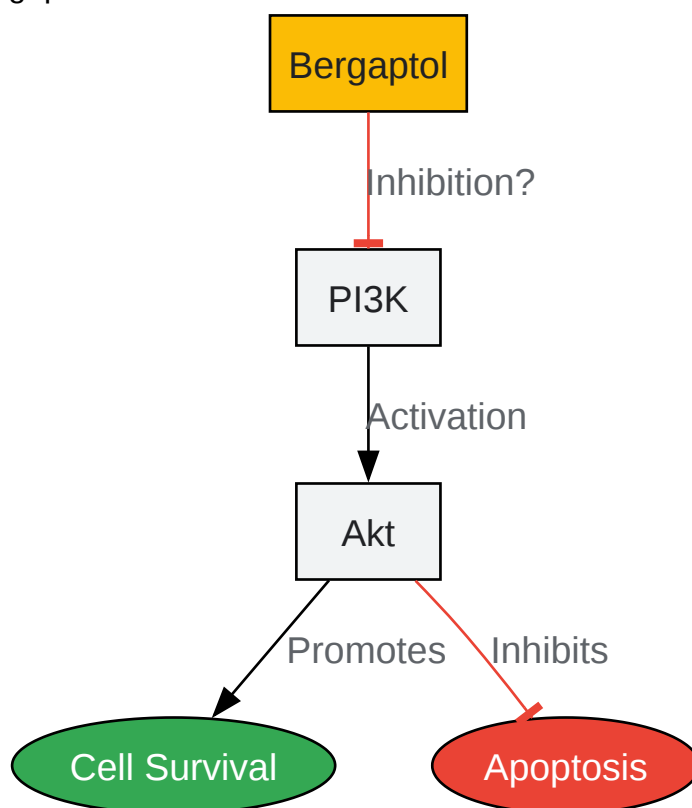 Bergaptol
Inhibition?
PI3K
Activation
Akt
Promotes
Inhibits
Cell Survival
Apoptosis